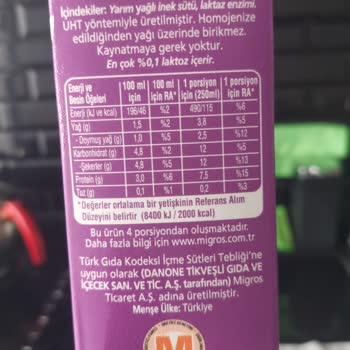 İçindekiler: Yarım yağlı inek sütü, laktaz enzimi.
UHT yöntemiyle üretilmiştir. Homojenize
edildiğinden yağı üzerinde birikmez.
Kaynatmaya gerek yoktur.
En çok %0,1 laktoz içerir.
Enerji ve Besin Öğeleri 100 ml için 100 ml için RA* 1 porsiyon için (250ml) 1 porsiyon için RA*
Enerji (kJ ve kcal) 196/46 %2 490/115 %6
Yağ (g) 1,5 %2 3,8 %5
- Doymuş yağ (g) 1,0 %5 2,5 %12
Karbonhidrat (g) 4,8 %2 12 %5
-Şekerler (g) 4,8 %5 12 %13
Protein (g) 3,0 %6 7,5 %15
Tuz (g) 0,1 %1 0,2 %3
*Değerler ortalama bir yetişkinin Referans Alım
Düzeyini belirtir (8400 kJ / 2000 kcal)
Bu ürün 4 porsiyondan oluşmaktadır.
Daha fazla bilgi için www.migros.com.tr
Türk Gıda Kodeksi İçme Sütleri Tebliği'ne
uygun olarak (DANONE TİKVEŞLİ GIDA VE
İÇECEK SAN. VE TİC. A.Ş. tarafından) Migros
Ticaret A.Ş. adına üretilmiştir.
Menşe Ülke: Türkiye
M